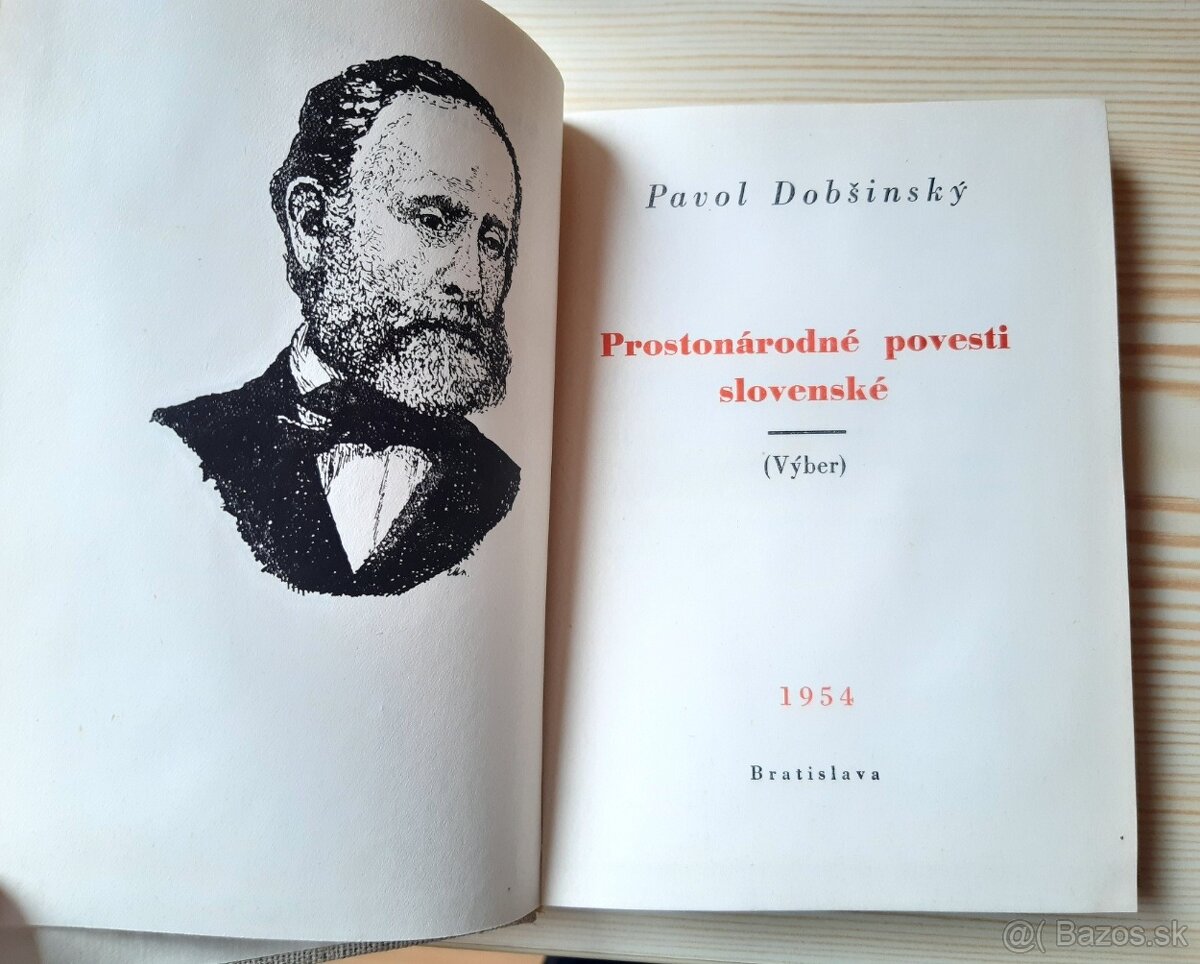 Pavol Dobšinský
Prostonárodné povesti
slovenské
(Výber)
1954
Bratislava
@( Bazos.sk